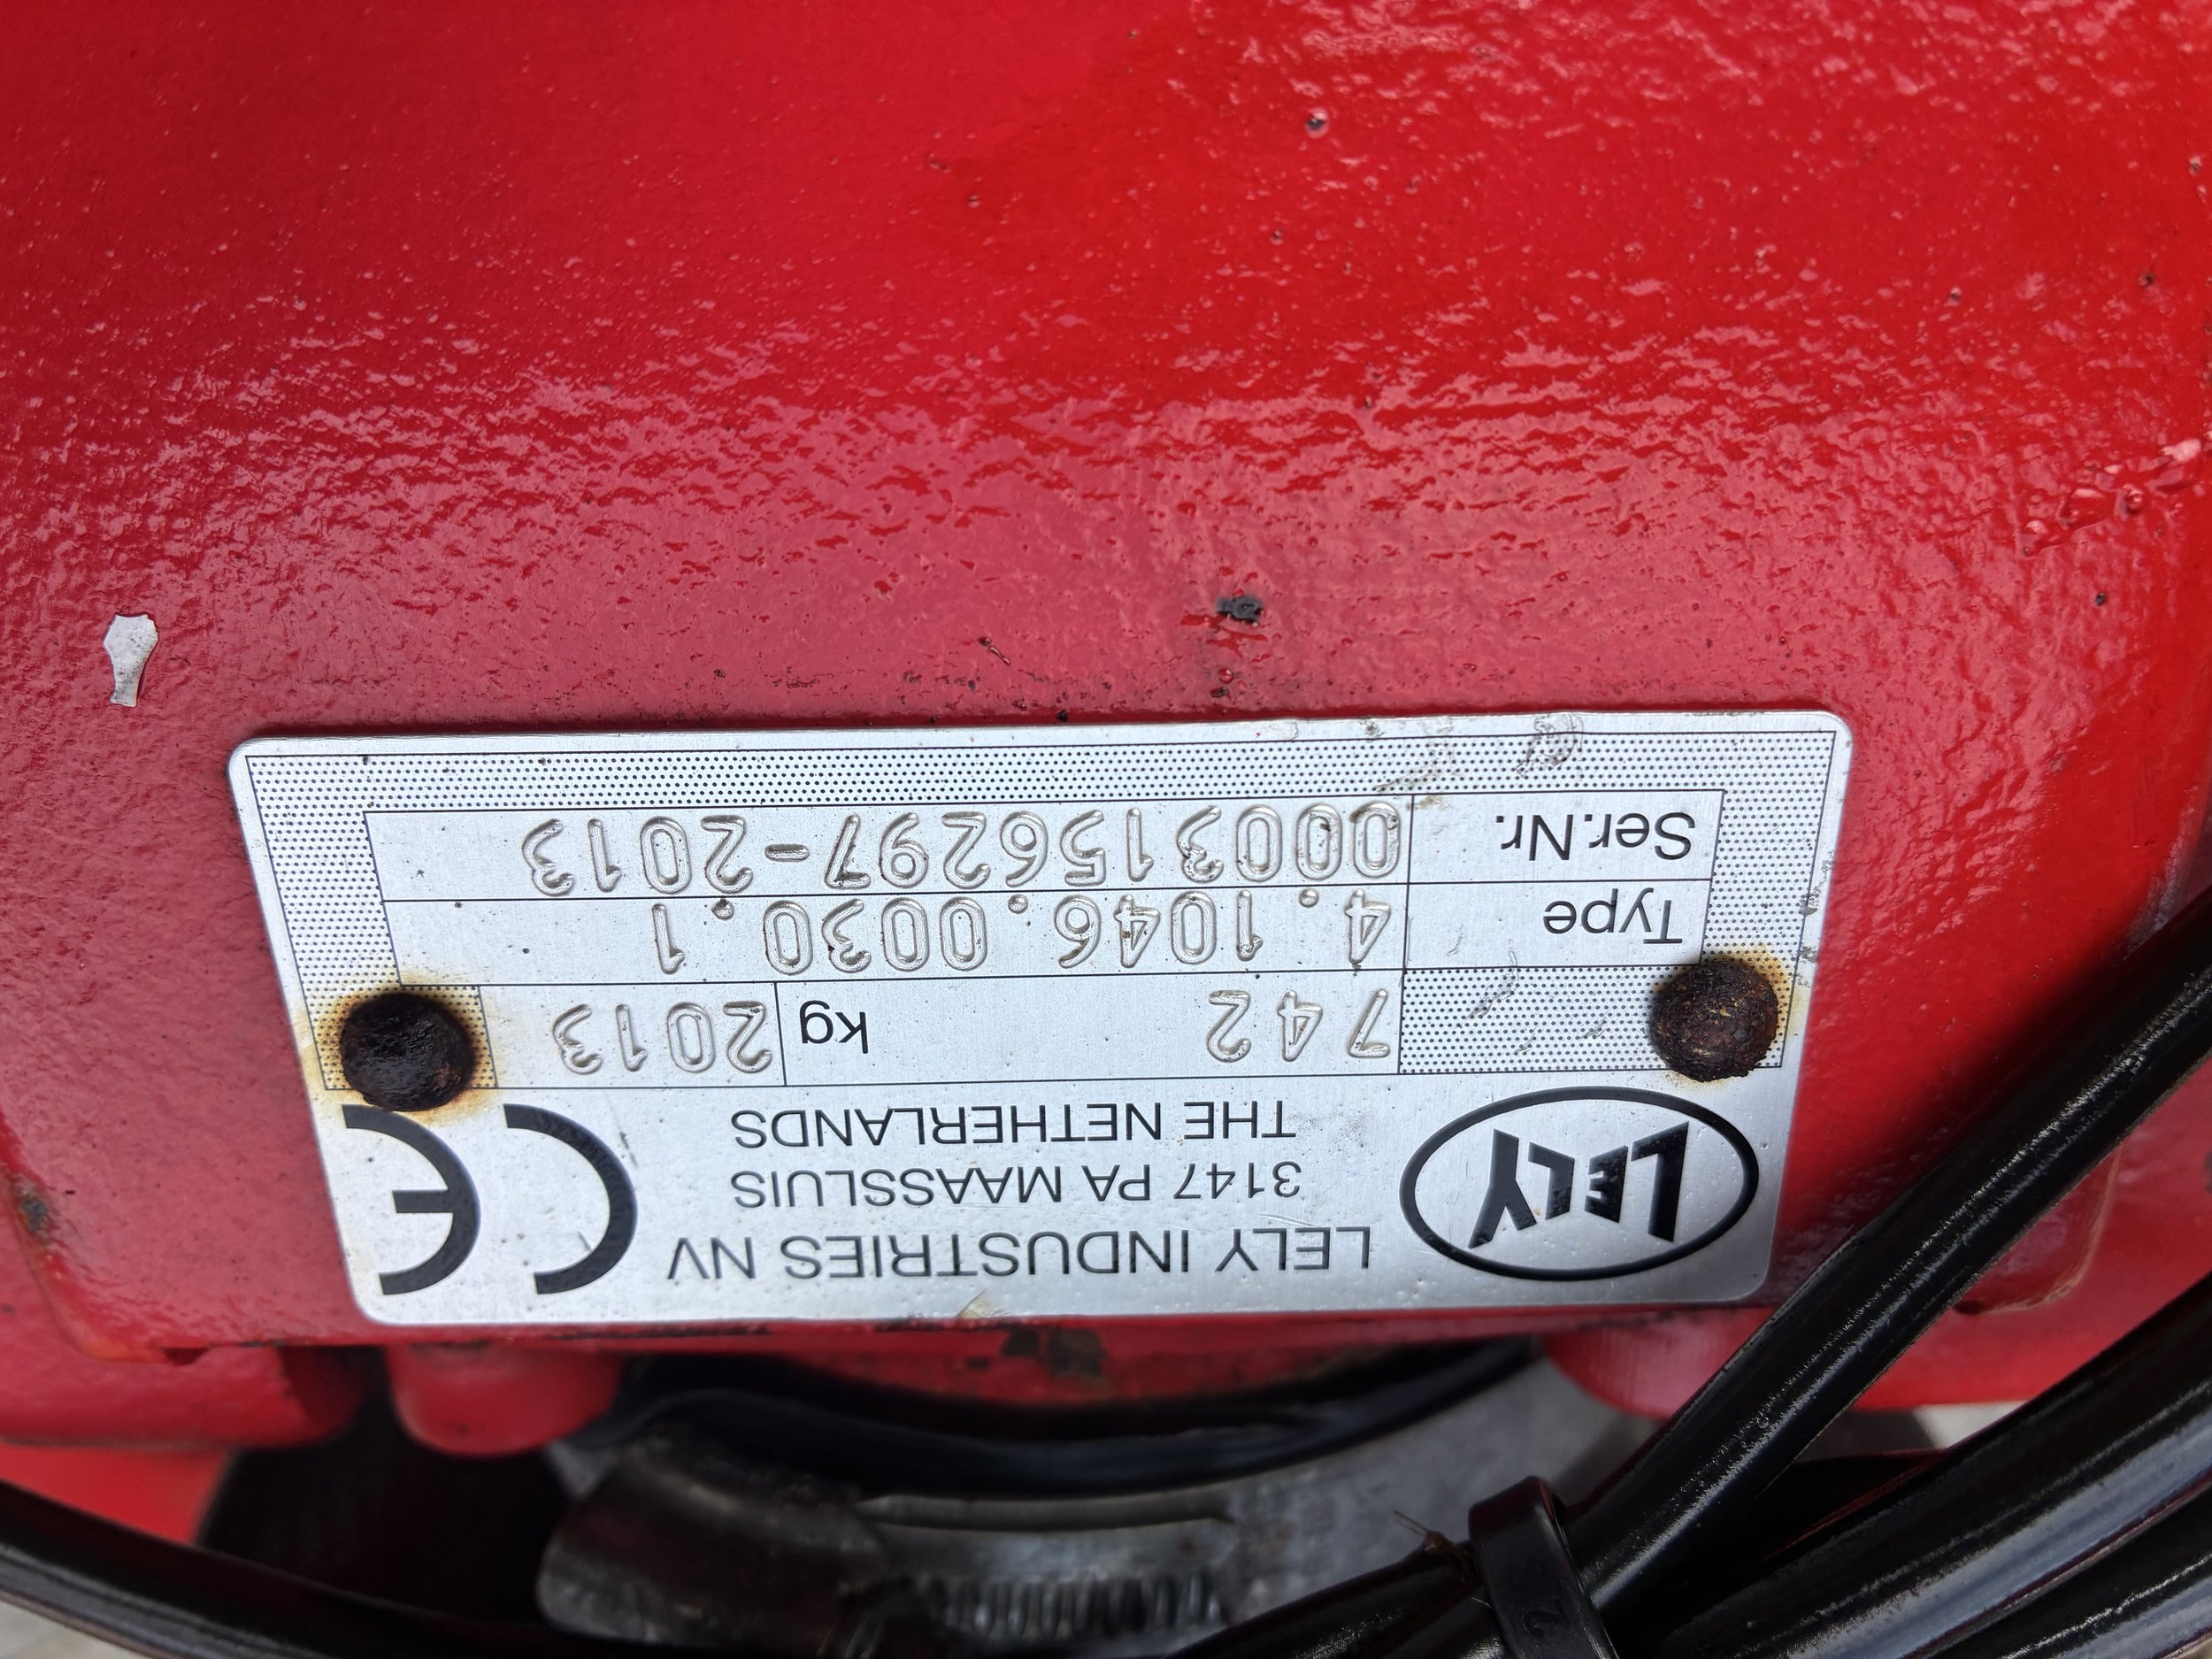 LELY
LELY INDUSTRIES NV
3147 PA MAASSLUIS
THE NETHERLANDS
CE
742 kg 2013
Type 4.1046.0030.1
Ser.Nr. 0003156297-2013